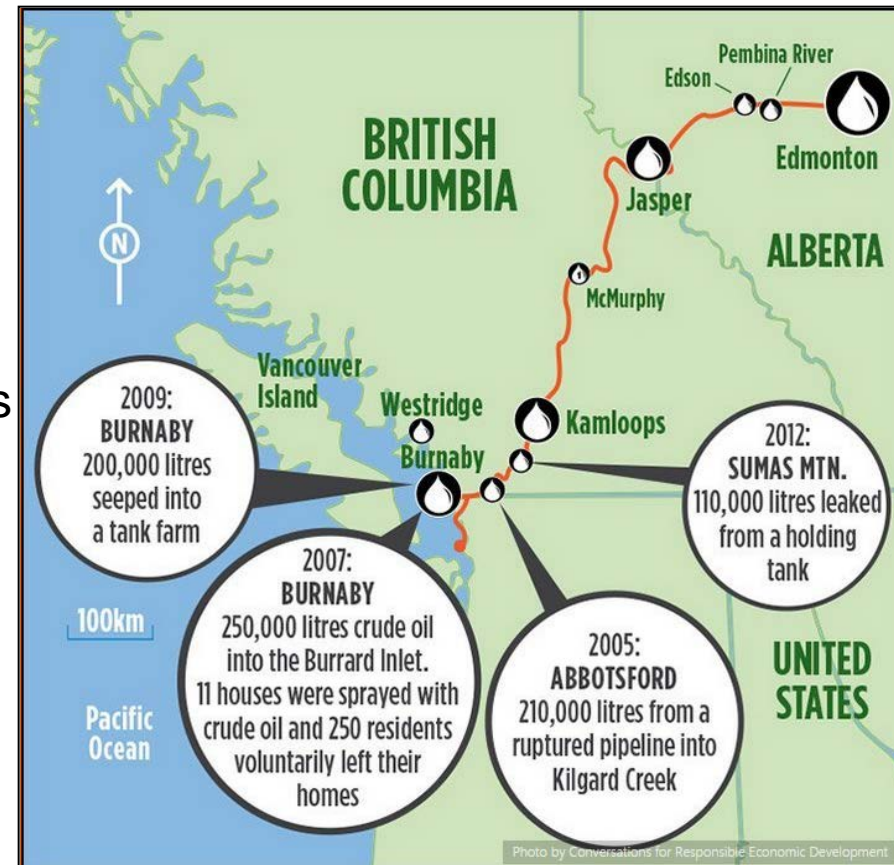 Pembina River
Edson
Edmonton
BRITISH
COLUMBIA
Jasper
ALBERTA
N
McMurphy
Vancouver
Island
Westridge
Kamloops
Burnaby
s
2009:
BURNABY
200,000 litres
seeped into
a tank farm
2012:
SUMAS MTN.
110,000 litres leaked
from a holding
tank
2007:
BURNABY
250,000 litres crude oil
into the Burrard Inlet.
11 houses were sprayed with
crude oil and 250 residents
voluntarily left their
homes
100km
2005:
ABBOTSFORD
210,000 litres from a
ruptured pipeline into
Kilgard Creek
UNITED
STATES
Pacific
Ocean
Photo by Conversations for Responsible Economic Development